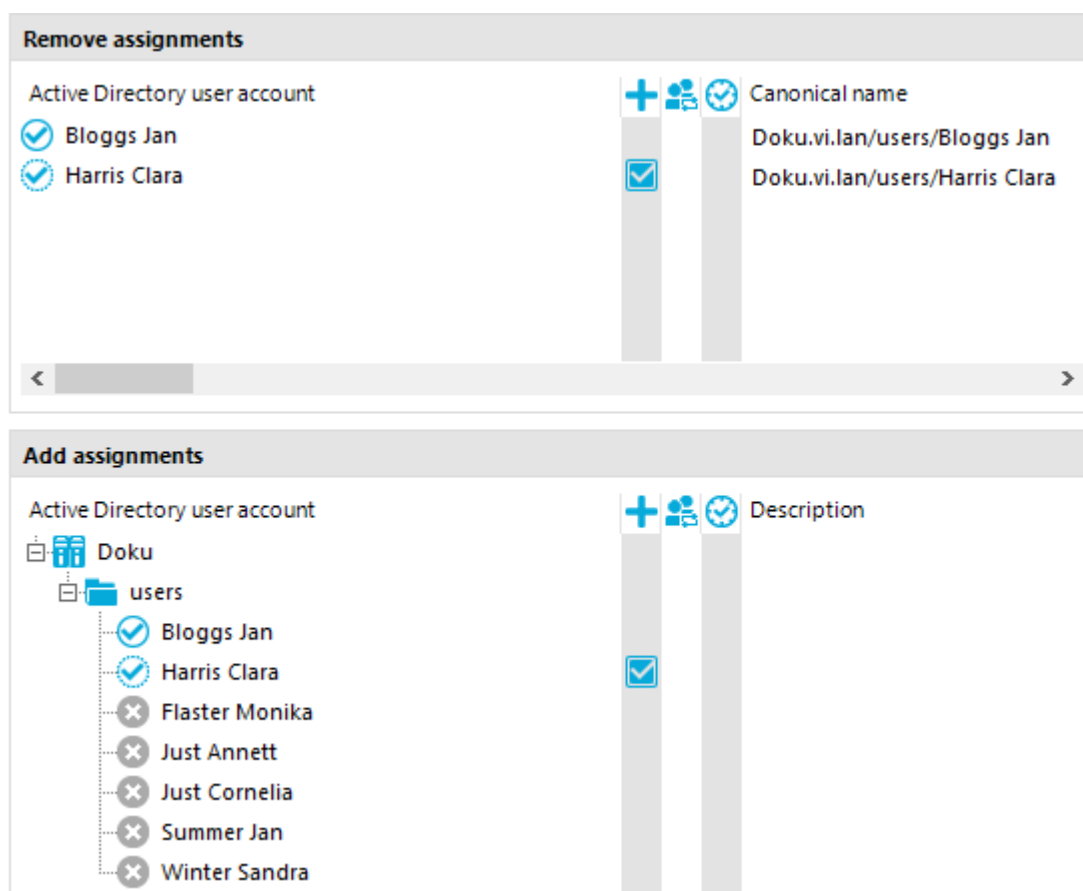 Remove assignments
Active Directory user account Canonical name
Bloggs Jan Doku.vi.lan/users/Bloggs Jan
Harris Clara Doku.vi.lan/users/Harris Clara
Add assignments
Active Directory user account Description
Doku
users
Bloggs Jan
Harris Clara
Flaster Monika
Just Annett
Just Cornelia
Summer Jan
Winter Sandra